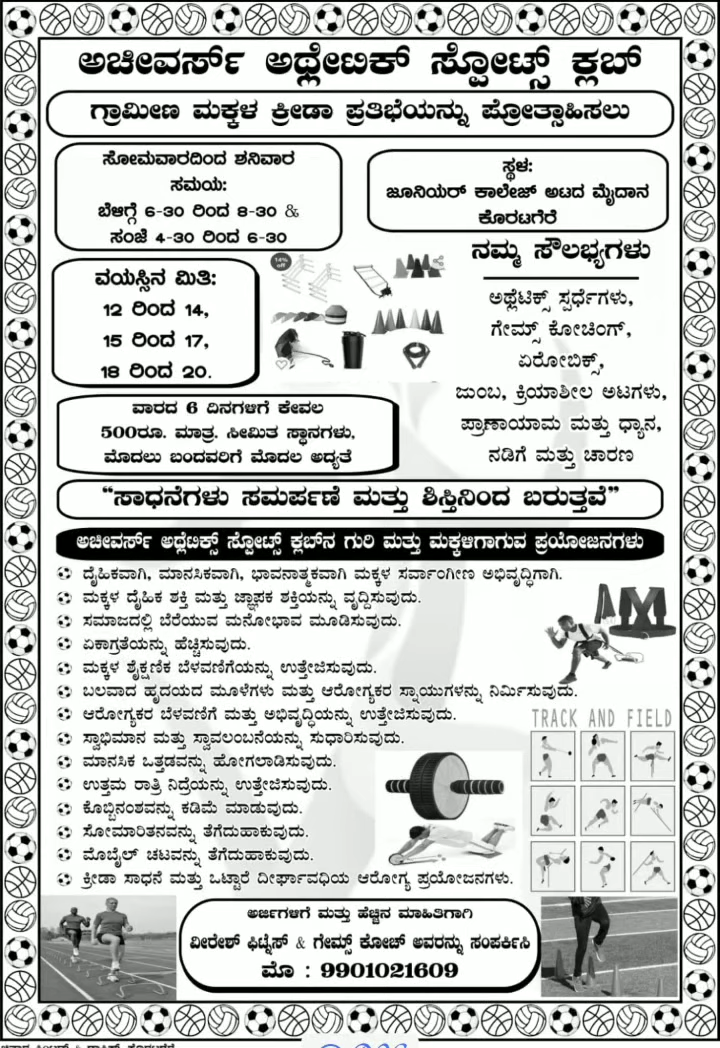 ಅಚೀವರ್ಸ್ ಅಥ್ಲೇಟಿಕ್ ಸ್ಪೋಟ್ಸ್ ಕ್ಲಬ್
ಗ್ರಾಮೀಣ ಮಕ್ಕಳ ಕ್ರೀಡಾ ಪ್ರತಿಭೆಯನ್ನು ಪ್ರೋತ್ಸಾಹಿಸಲು
ಸೋಮವಾರದಿಂದ ಶನಿವಾರ
ಸಮಯ:
ಬೆಳಿಗ್ಗೆ 6-30 ರಿಂದ 8-30 &
ಸಂಜೆ 4-30 ರಿಂದ 6-30
ಸ್ಥಳ:
ಜೂನಿಯರ್ ಕಾಲೇಜ್ ಅಟದ ಮೈದಾನ
ಕೊರಟಗೆರೆ
ವಯಸ್ಸಿನ ಮಿತಿ:
12 ರಿಂದ 14,
15 ರಿಂದ 17,
18 ರಿಂದ 20.
14%
off
ನಮ್ಮ ಸೌಲಭ್ಯಗಳು
ಅಥ್ಲೆಟಿಕ್ಸ್ ಸ್ಪರ್ಧೆಗಳು,
ಗೇಮ್ಸ್ ಕೋಚಿಂಗ್,
ಏರೋಬಿಕ್ಸ್,
ಜುಂಬ, ಕ್ರಿಯಾಶೀಲ ಅಟಗಳು,
ಪ್ರಾಣಾಯಾಮ ಮತ್ತು ಧ್ಯಾನ,
ನಡಿಗೆ ಮತ್ತು ಚಾರಣ
ವಾರದ 6 ದಿನಗಳಿಗೆ ಕೇವಲ
500ರೂ. ಮಾತ್ರ. ಸೀಮಿತ ಸ್ಥಾನಗಳು,
ಮೊದಲು ಬಂದವರಿಗೆ ಮೊದಲ ಅದ್ಯತೆ
“ಸಾಧನೆಗಳು ಸಮರ್ಪಣೆ ಮತ್ತು ಶಿಸ್ತಿನಿಂದ ಬರುತ್ತವೆ”
ಅಚೀವರ್ಸ್ ಅಥ್ಲೆಟಿಕ್ಸ್ ಸ್ಪೋಟ್ಸ್ ಕ್ಲಬ್‌ನ ಗುರಿ ಮತ್ತು ಮಕ್ಕಳಿಗಾಗುವ ಪ್ರಯೋಜನಗಳು
ದೈಹಿಕವಾಗಿ, ಮಾನಸಿಕವಾಗಿ, ಭಾವನಾತ್ಮಕವಾಗಿ ಮಕ್ಕಳ ಸರ್ವಾಂಗೀಣ ಅಭಿವೃದ್ಧಿಗಾಗಿ.
ಮಕ್ಕಳ ದೈಹಿಕ ಶಕ್ತಿ ಮತ್ತು ಜ್ಞಾಪಕ ಶಕ್ತಿಯನ್ನು ವೃದ್ದಿಸುವುದು.
ಸಮಾಜದಲ್ಲಿ ಬೆರೆಯುವ ಮನೋಭಾವ ಮೂಡಿಸುವುದು.
ಏಕಾಗ್ರತೆಯನ್ನು ಹೆಚ್ಚಿಸುವುದು.
ಮಕ್ಕಳ ಶೈಕ್ಷಣಿಕ ಬೆಳವಣಿಗೆಯನ್ನು ಉತ್ತೇಜಿಸುವುದು.
ಬಲವಾದ ಹೃದಯದ ಮೂಳೆಗಳು ಮತ್ತು ಆರೋಗ್ಯಕರ ಸ್ನಾಯುಗಳನ್ನು ನಿರ್ಮಿಸುವುದು.
ಆರೋಗ್ಯಕರ ಬೆಳವಣಿಗೆ ಮತ್ತು ಅಭಿವೃದ್ಧಿಯನ್ನು ಉತ್ತೇಜಿಸುವುದು.
ಸ್ವಾಭಿಮಾನ ಮತ್ತು ಸ್ವಾವಲಂಬನೆಯನ್ನು ಸುಧಾರಿಸುವುದು.
ಮಾನಸಿಕ ಒತ್ತಡವನ್ನು ಹೋಗಲಾಡಿಸುವುದು.
ಉತ್ತಮ ರಾತ್ರಿ ನಿದ್ರೆಯನ್ನು ಉತ್ತೇಜಿಸುವುದು.
ಕೊಬ್ಬಿನಂಶವನ್ನು ಕಡಿಮೆ ಮಾಡುವುದು.
ಸೋಮಾರಿತನವನ್ನು ತೆಗೆದುಹಾಕುವುದು.
ಮೊಬೈಲ್ ಚಟವನ್ನು ತೆಗೆದುಹಾಕುವುದು.
ಕ್ರೀಡಾ ಸಾಧನೆ ಮತ್ತು ಒಟ್ಟಾರೆ ದೀರ್ಘಾವಧಿಯ ಆರೋಗ್ಯ ಪ್ರಯೋಜನಗಳು.
TRACK AND FIELD
ಅರ್ಜಿಗಳಿಗೆ ಮತ್ತು ಹೆಚ್ಚಿನ ಮಾಹಿತಿಗಾಗಿ
ವೀರೇಶ್ ಫಿಟ್ನೆಸ್ & ಗೇಮ್ಸ್ ಕೋಚ್ ಅವರನ್ನು ಸಂಪರ್ಕಿಸಿ
ಮೊ : 9901021609